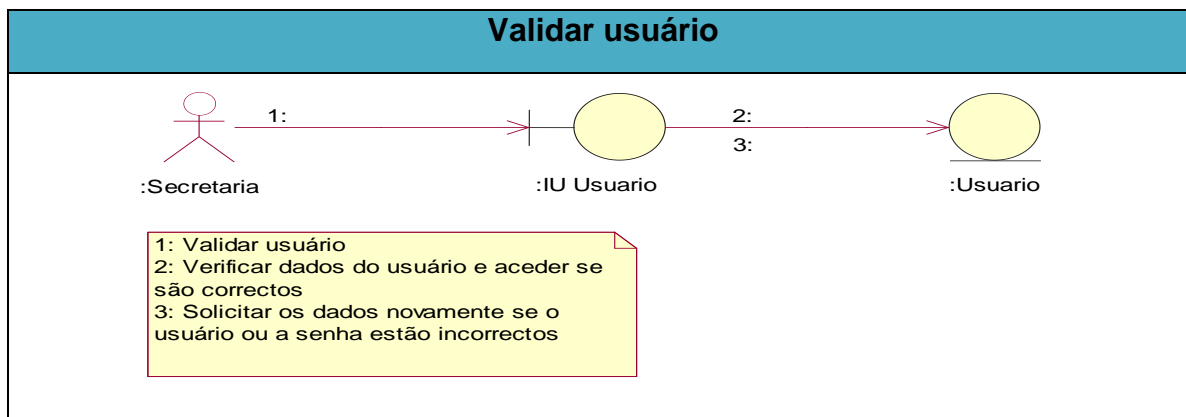 Validar usuário
1:
2:
3:
:Secretaria
:IU Usuario
:Usuario
1: Validar usuário
2: Verificar dados do usuário e aceder se
são correctos
3: Solicitar os dados novamente se o
usuário ou a senha estão incorrectos